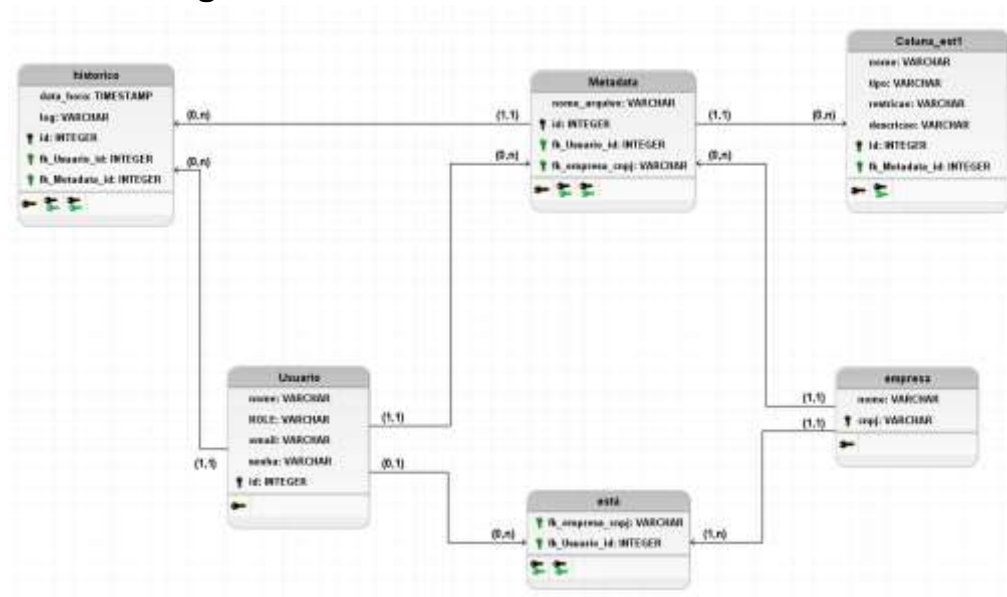 historico
data_hora: TIMESTAMP
log: VARCHAR
id: INTEGER
fk_Usuario_id: INTEGER
fk_Metadata_id: INTEGER
(0,n)
(0,n)
(1,1)
Metadata
nome_arquivo: VARCHAR
id: INTEGER
fk_Usuario_id: INTEGER
fk_empresa_cnpj: VARCHAR
(0,n)
(1,1)
(0,n)
(0,n)
Coluna_est1
nome: VARCHAR
tipo: VARCHAR
restricao: VARCHAR
descricao: VARCHAR
id: INTEGER
fk_Metadata_id: INTEGER
Usuario
nome: VARCHAR
ROLE: VARCHAR
email: VARCHAR
senha: VARCHAR
id: INTEGER
(1,1)
(1,1)
(0,1)
empresa
nome: VARCHAR
cnpj: VARCHAR
(1,1)
(1,1)
está
fk_empresa_cnpj: VARCHAR
fk_Usuario_id: INTEGER
(0,n)
(1,n)